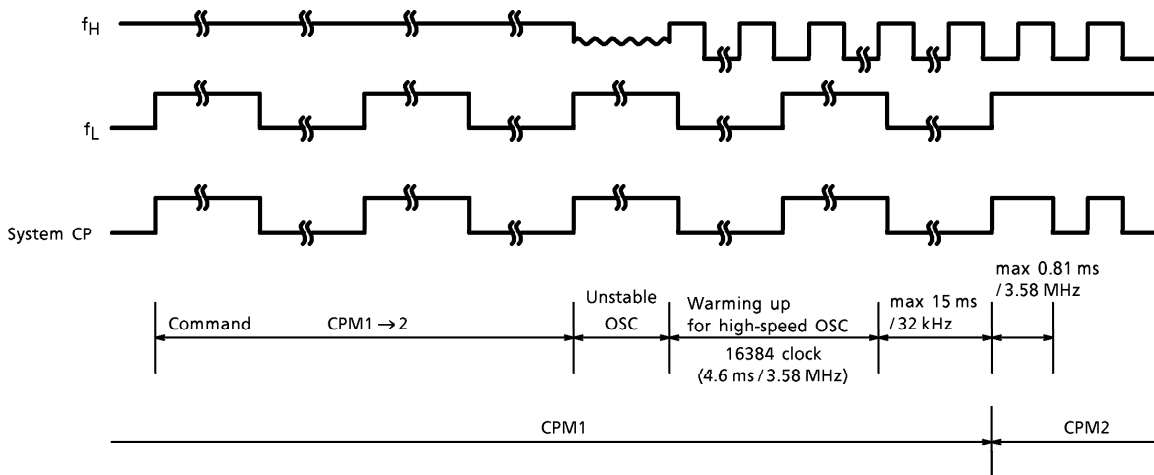 fH
fL
System CP
max 0.81 ms
/3.58 MHz
Unstable
OSC
Warming up
for high-speed OSC
max 15 ms
/32 kHz
Command CPM1→2
16384 clock
(4.6 ms/3.58 MHz)
CPM1 CPM2